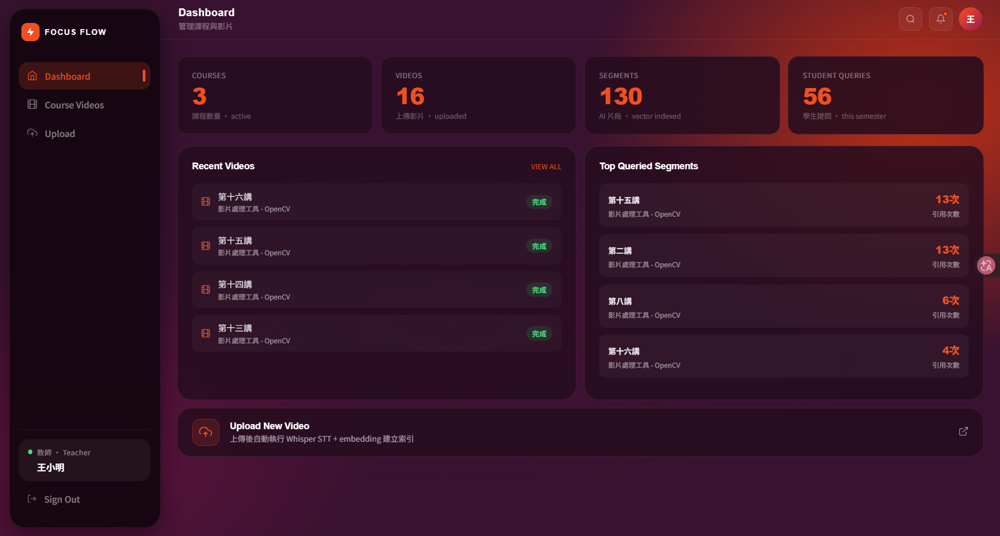 FOCUS FLOW
Dashboard
Course Videos
Upload
教師 • Teacher
王小明
Sign Out
Dashboard
管理課程與影片
王
COURSES
3
課程數量 • active
VIDEOS
16
上傳影片 • uploaded
SEGMENTS
130
AI 片段 • vector indexed
STUDENT QUERIES
56
學生提問 • this semester
Recent Videos
VIEW ALL
第十六講
影片處理工具 - OpenCV
完成
第十五講
影片處理工具 - OpenCV
完成
第十四講
影片處理工具 - OpenCV
完成
第十三講
影片處理工具 - OpenCV
完成
Top Queried Segments
第十五講
影片處理工具 - OpenCV
13次
引用次數
第二講
影片處理工具 - OpenCV
13次
引用次數
第八講
影片處理工具 - OpenCV
6次
引用次數
第十六講
影片處理工具 - OpenCV
4次
引用次數
Upload New Video
上傳後自動執行 Whisper STT + embedding 建立索引